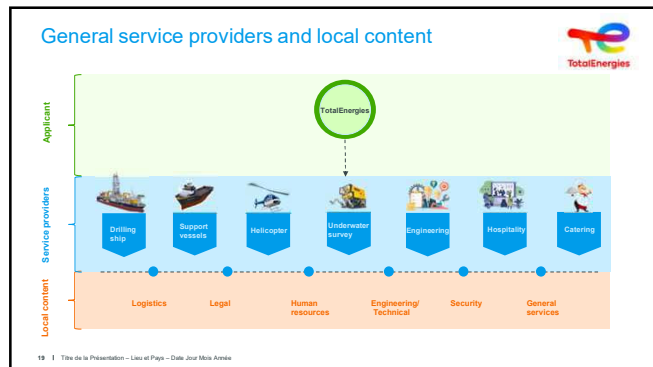 General service providers and local content
TotalEnergies
Applicant
TotalEnergies
Service providers
Drilling
ship
Support
vessels
Helicopter
Underwater
survey
Engineering
Hospitality
Catering
Local content
Logistics
Legal
Human
resources
Engineering/
Technical
Security
General
services
19 | Titre de la Présentation – Lieu et Pays – Date Jour Mois Année